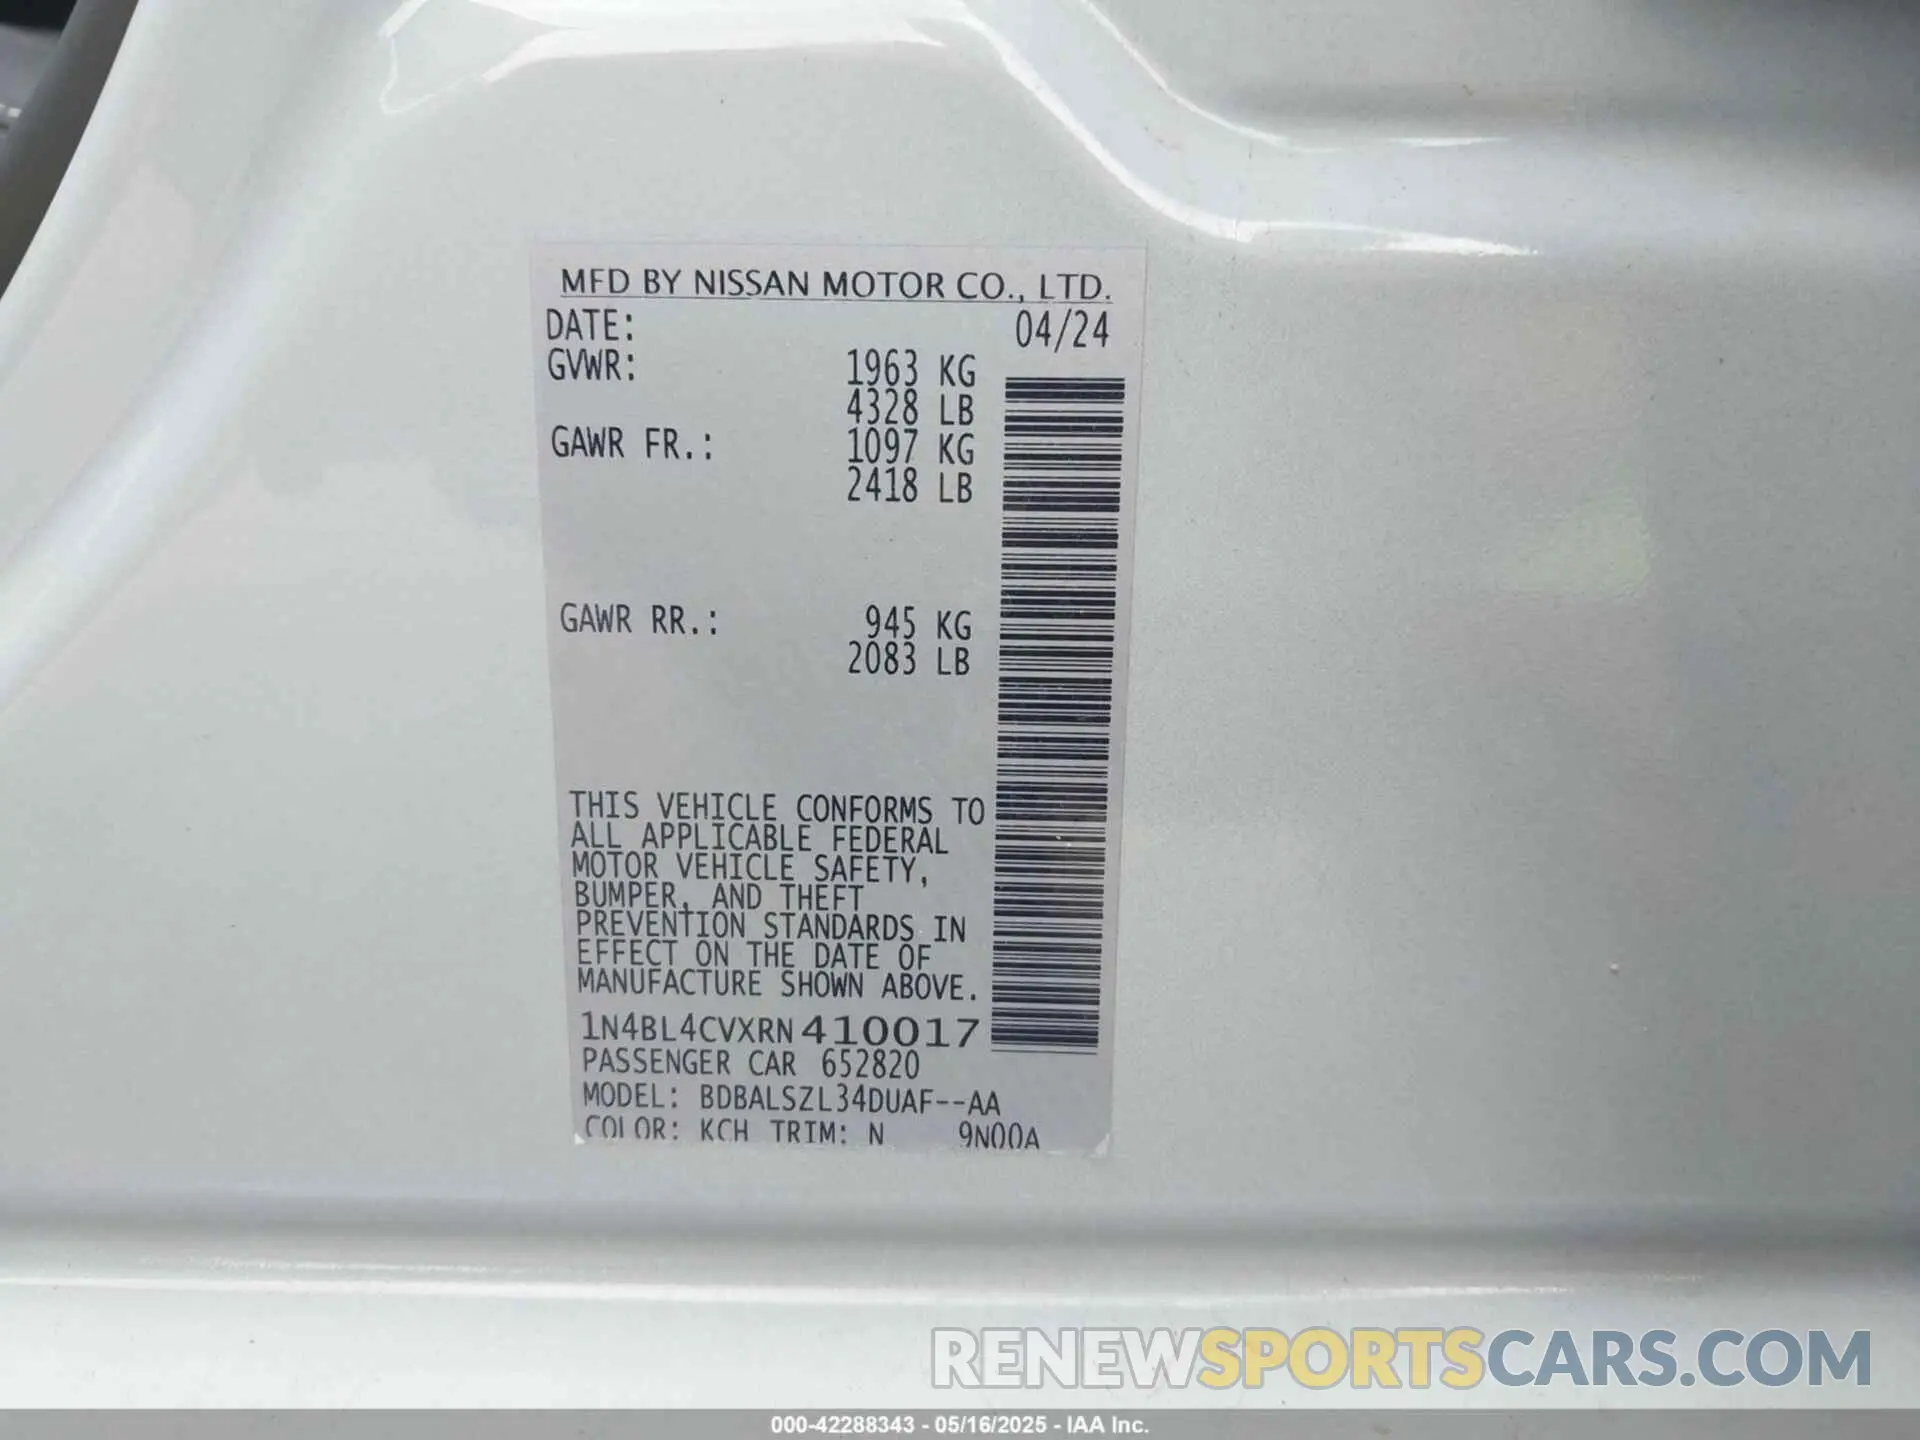 MFD BY NISSAN MOTOR CO., LTD.
DATE: 04/24
GVWR: 1963 KG
4328 LB
GAWR FR.: 1097 KG
2418 LB
GAWR RR.: 945 KG
2083 LB
THIS VEHICLE CONFORMS TO
ALL APPLICABLE FEDERAL
MOTOR VEHICLE SAFETY,
BUMPER, AND THEFT
PREVENTION STANDARDS IN
EFFECT ON THE DATE OF
MANUFACTURE SHOWN ABOVE.
1N4BL4CVXRN410017
PASSENGER CAR 652820
MODEL: BDBALSZL34DUAF--AA
COLOR: KCH TRIM: N 9N00A
RENEWSPORTSCARS.COM
000-42288343 - 05/16/2025 - IAA Inc.